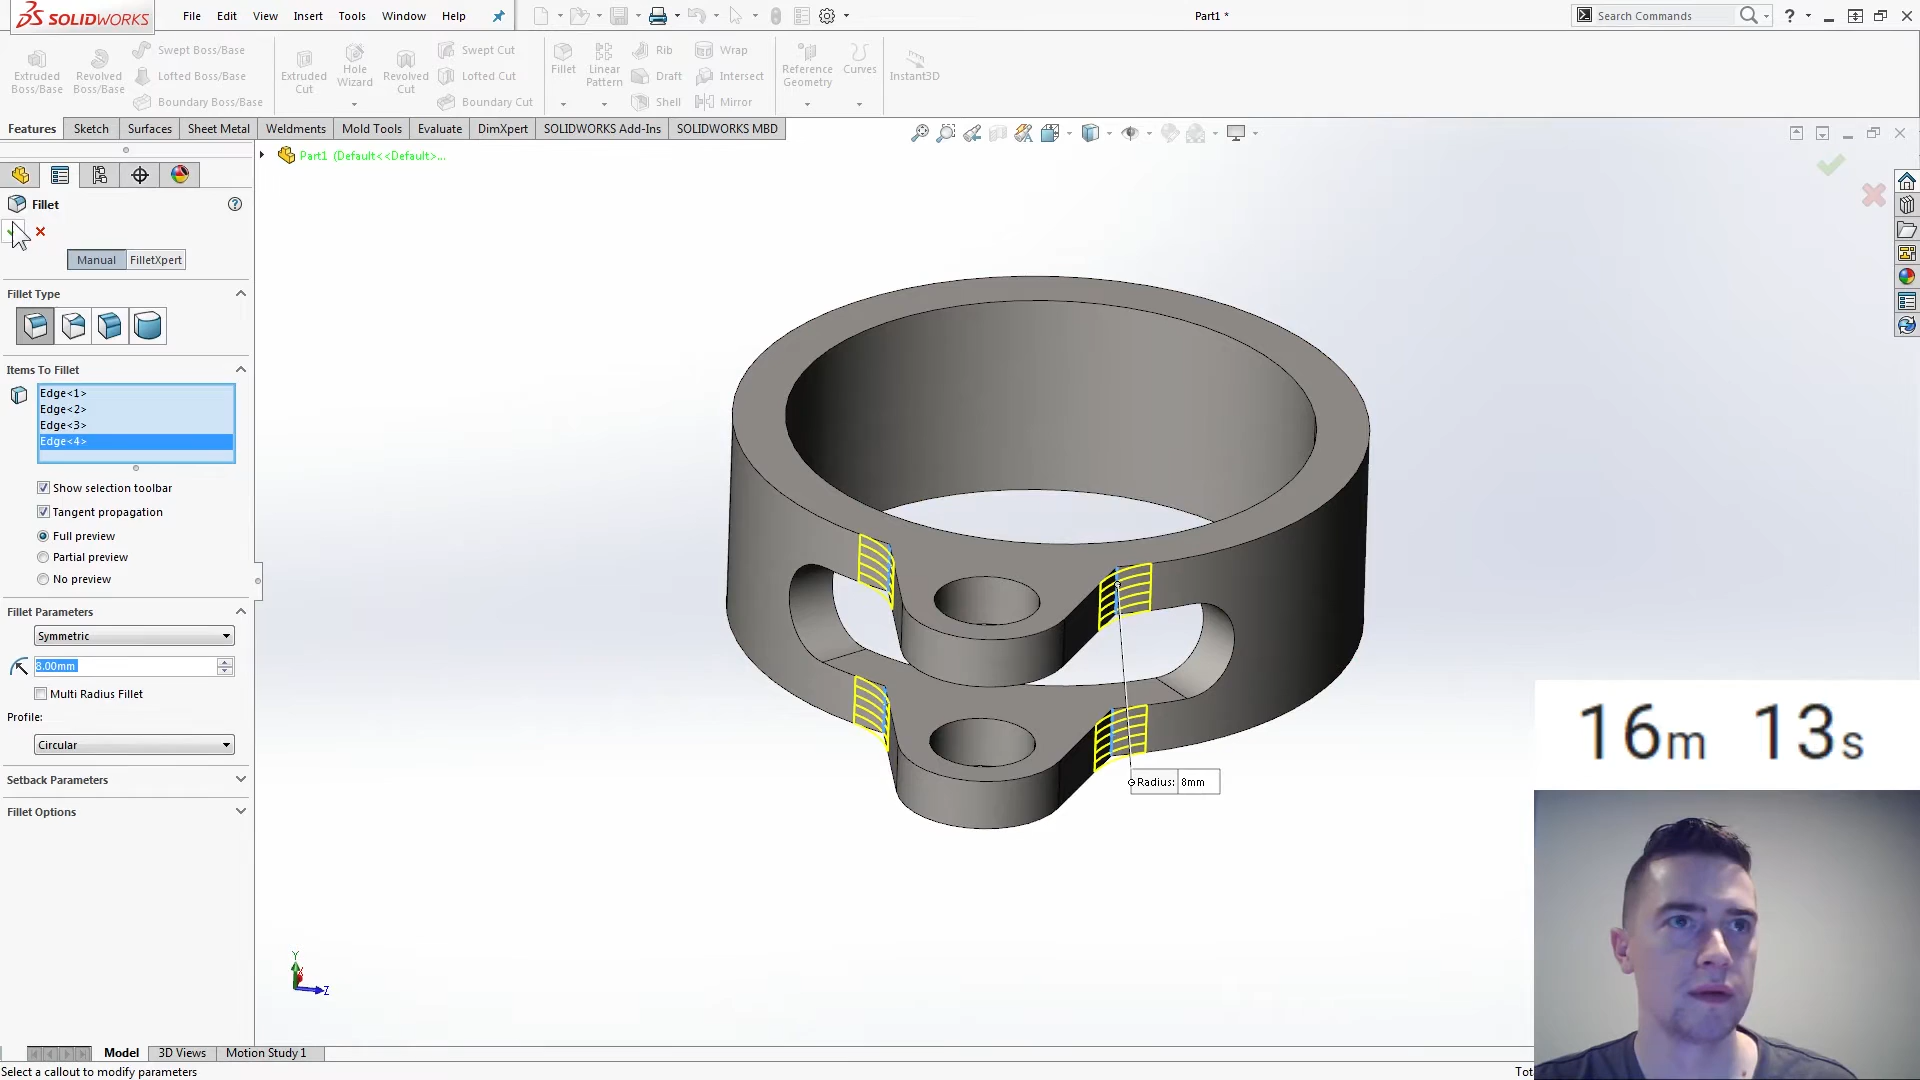 SOLIDWORKS File Edit View Insert Tools Window Help Part1 * Search Commands
Extruded Boss/Base
Revolved Boss/Base
Swept Boss/Base
Lofted Boss/Base
Boundary Boss/Base
Extruded Cut
Hole Wizard
Revolved Cut
Swept Cut
Lofted Cut
Boundary Cut
Fillet
Linear Pattern
Rib
Draft
Shell
Wrap
Intersect
Mirror
Reference Geometry
Curves
Instant3D
Features Sketch Surfaces Sheet Metal Weldments Mold Tools Evaluate DimXpert SOLIDWORKS Add-Ins SOLIDWORKS MBD
Part1 (Default<<Default>...
Fillet
Manual FilletXpert
Fillet Type
Items To Fillet
Edge<1>
Edge<2>
Edge<3>
Edge<4>
Show selection toolbar
Tangent propagation
Full preview
Partial preview
No preview
Fillet Parameters
Symmetric
8.00mm
Multi Radius Fillet
Profile:
Circular
Setback Parameters
Fillet Options
Radius: 8mm
16m 13s
Y
Z
Model 3D Views Motion Study 1
Select a callout to modify parameters